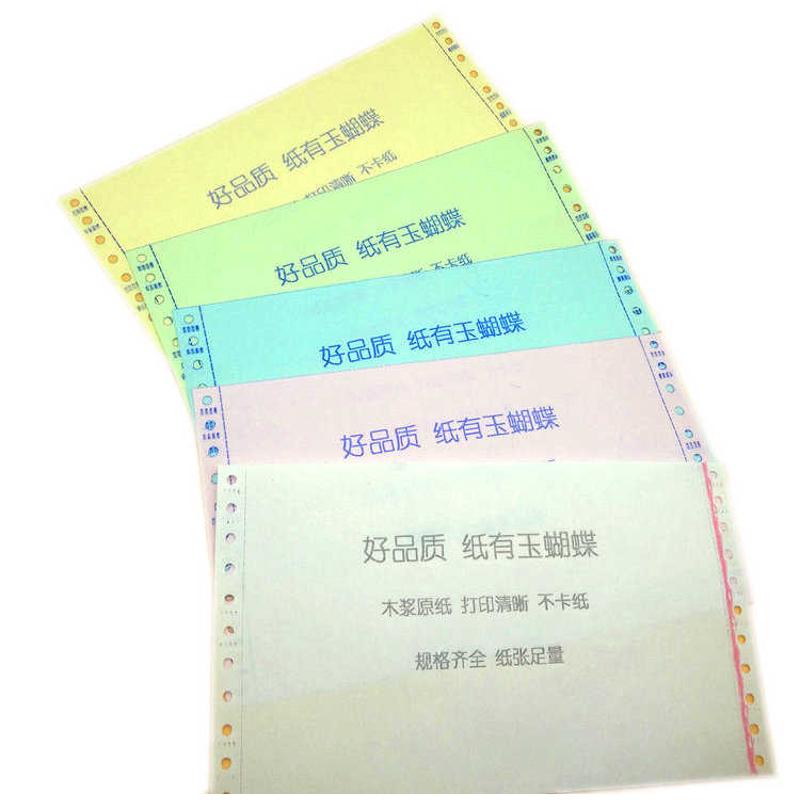 好品质 纸有玉蝴蝶
打印清晰 不卡纸
好品质 纸有玉蝴蝶
不卡纸
好品质 纸有玉蝴蝶
好品质 纸有玉蝴蝶
好品质 纸有玉蝴蝶
木浆原纸 打印清晰 不卡纸
规格齐全 纸张足量